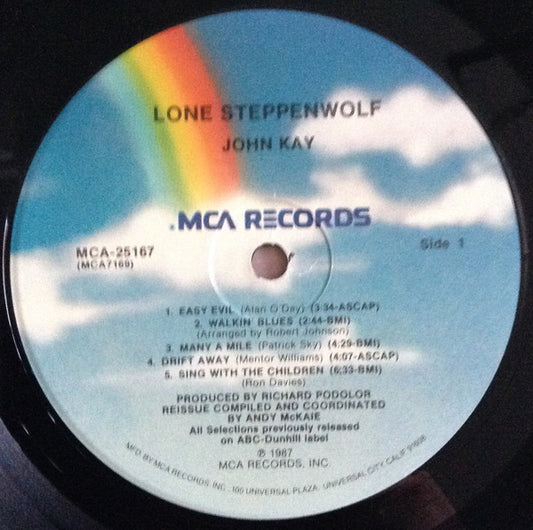 LONE STEPPENWOLF
JOHN KAY
.MCA RECORDS
MCA-25167
(MCA7169)
Side 1
1. EASY EVIL (Alan O'Day) (3:34-ASCAP)
2. WALKIN' BLUES (2:44-BMI)
(Arranged by Robert Johnson)
3. MANY A MILE (Patrick Sky) (4:29-BMI)
4. DRIFT AWAY (Mentor Williams) (4:07-ASCAP)
5. SING WITH THE CHILDREN (6:33-BMI)
(Ron Davies)
PRODUCED BY RICHARD PODOLOR
REISSUE COMPILED AND COORDINATED
BY ANDY McKAIE
All Selections previously released
on ABC-Dunhill label
℗ 1987
MCA RECORDS, INC.
MFD BY MCA RECORDS, INC., 100 UNIVERSAL PLAZA, UNIVERSAL CITY, CALIF. 91608